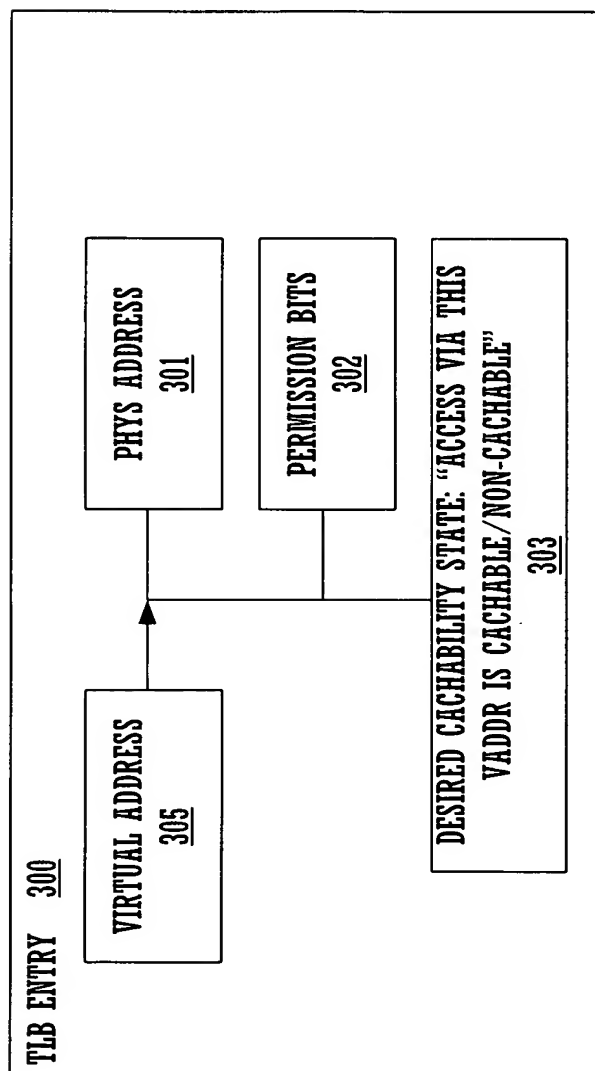 TLB ENTRY 300
VIRTUAL ADDRESS
305
PHYS ADDRESS
301
PERMISSION BITS
302
DESIRED CACHABILITY STATE: "ACCESS VIA THIS
VADDR IS CACHABLE/NON-CACHABLE"
303